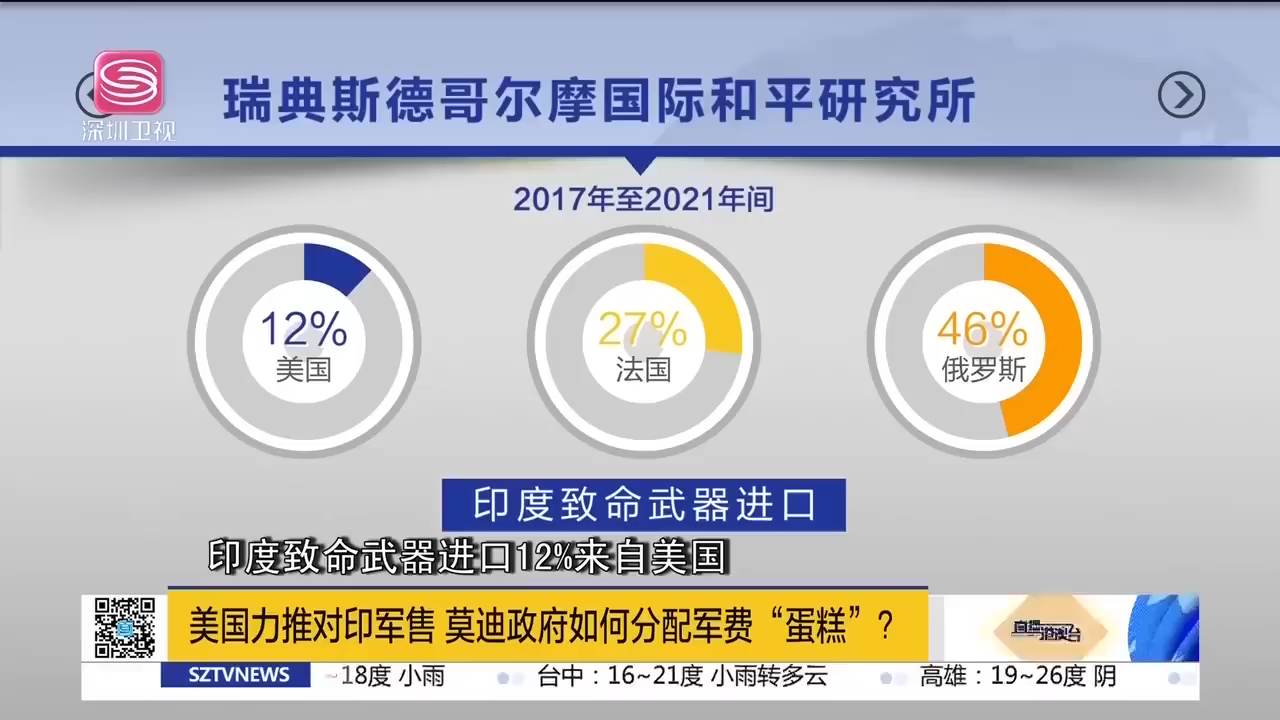 深圳卫视
瑞典斯德哥尔摩国际和平研究所
2017年至2021年间
12%
美国
27%
法国
46%
俄罗斯
印度致命武器进口
印度致命武器进口12%来自美国
美国力推对印军售 莫迪政府如何分配军费“蛋糕”？
直播港澳台
SZTVNEWS
~18度 小雨
台中：16~21度 小雨转多云
高雄：19~26度 阴